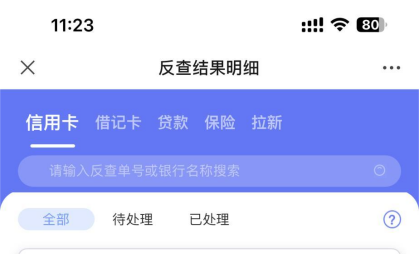 11:23 80
反查结果明细
信用卡 借记卡 贷款 保险 拉新
请输入反查单号或银行名称搜索
全部 待处理 已处理 ?